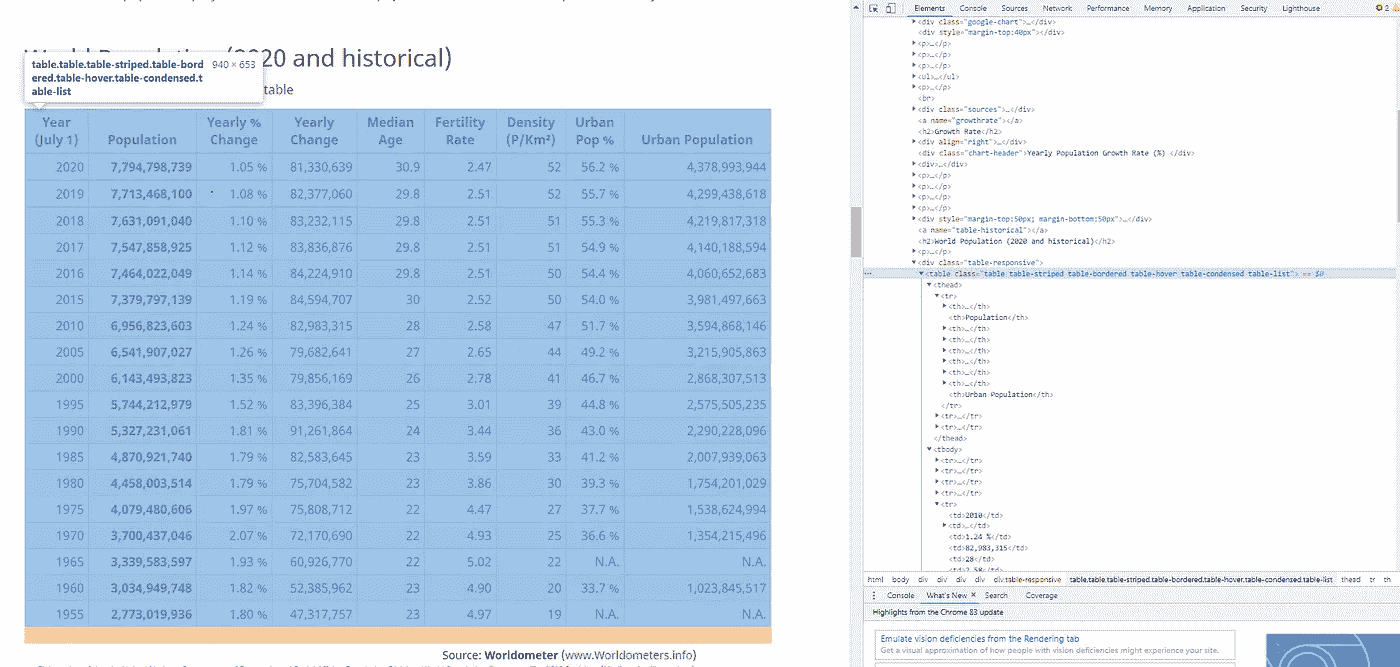 World Population (2020 and historical)
table.table.table-striped.table-bord 940 × 653
ered.table-hover.table-condensed.t
able-list
table
Year (July 1) Population Yearly % Change Yearly Change Median Age Fertility Rate Density (P/Km²) Urban Pop % Urban Population
2020 7,794,798,739 1.05 % 81,330,639 30.9 2.47 52 56.2 % 4,378,993,944
2019 7,713,468,100 1.08 % 82,377,060 29.8 2.51 52 55.7 % 4,299,438,618
2018 7,631,091,040 1.10 % 83,232,115 29.8 2.51 51 55.3 % 4,219,817,318
2017 7,547,858,925 1.12 % 83,836,876 29.8 2.51 51 54.9 % 4,140,188,594
2016 7,464,022,049 1.14 % 84,224,910 29.8 2.51 50 54.4 % 4,060,652,683
2015 7,379,797,139 1.19 % 84,594,707 30 2.52 50 54.0 % 3,981,497,663
2010 6,956,823,603 1.24 % 82,983,315 28 2.58 47 51.7 % 3,594,868,146
2005 6,541,907,027 1.26 % 79,682,641 27 2.65 44 49.2 % 3,215,905,863
2000 6,143,493,823 1.35 % 79,856,169 26 2.78 41 46.7 % 2,868,307,513
1995 5,744,212,979 1.52 % 83,396,384 25 3.01 39 44.8 % 2,575,505,235
1990 5,327,231,061 1.81 % 91,261,864 24 3.44 36 43.0 % 2,290,228,096
1985 4,870,921,740 1.79 % 82,583,645 23 3.59 33 41.2 % 2,007,939,063
1980 4,458,003,514 1.79 % 75,704,582 23 3.86 30 39.3 % 1,754,201,029
1975 4,079,480,606 1.97 % 75,808,712 22 4.47 27 37.7 % 1,538,624,994
1970 3,700,437,046 2.07 % 72,170,690 22 4.93 25 36.6 % 1,354,215,496
1965 3,339,583,597 1.93 % 60,926,770 22 5.02 22 N.A. N.A.
1960 3,034,949,748 1.82 % 52,385,962 23 4.90 20 33.7 % 1,023,845,517
1955 2,773,019,936 1.80 % 47,317,757 23 4.97 19 N.A. N.A.
Source: Worldometer (www.Worldometers.info)
Elements Console Sources Network Performance Memory Application Security Lighthouse 2
<div class="google-chart">…</div>
<div style="margin-top:40px"></div>
<p>…</p>
<p>…</p>
<p>…</p>
<ul>…</ul>
<p>…</p>
<br>
<div class="sources">…</div>
<a name="growthrate"></a>
<h2>Growth Rate</h2>
<div align="right">…</div>
<div class="chart-header">Yearly Population Growth Rate (%) </div>
<div>…</div>
<p>…</p>
<p>…</p>
<p>…</p>
<p>…</p>
<div style="margin-top:50px; margin-bottom:50px">…</div>
<a name="table-historical"></a>
<h2>World Population (2020 and historical)</h2>
<p>…</p>
<div class="table-responsive">
<table class="table table-striped table-bordered table-hover table-condensed table-list"> == $0
<thead>
<tr>
<th>…</th>
<th>Population</th>
<th>…</th>
<th>…</th>
<th>…</th>
<th>…</th>
<th>…</th>
<th>…</th>
<th>Urban Population</th>
</tr>
<tr>…</tr>
<tr>…</tr>
</thead>
<tbody>
<tr>…</tr>
<tr>…</tr>
<tr>…</tr>
<tr>…</tr>
<tr>
<td>2010</td>
<td>…</td>
<td>1.24 %</td>
<td>82,983,315</td>
<td>28</td>
<td>2.58</td>
html body div div div div div.table-responsive table.table.table-striped.table-bordered.table-hover.table-condensed.table-list thead tr th
Console What's New × Search Coverage
Highlights from the Chrome 83 update
Emulate vision deficiencies from the Rendering tab
Get a visual approximation of how people with vision deficiencies might experience your site.